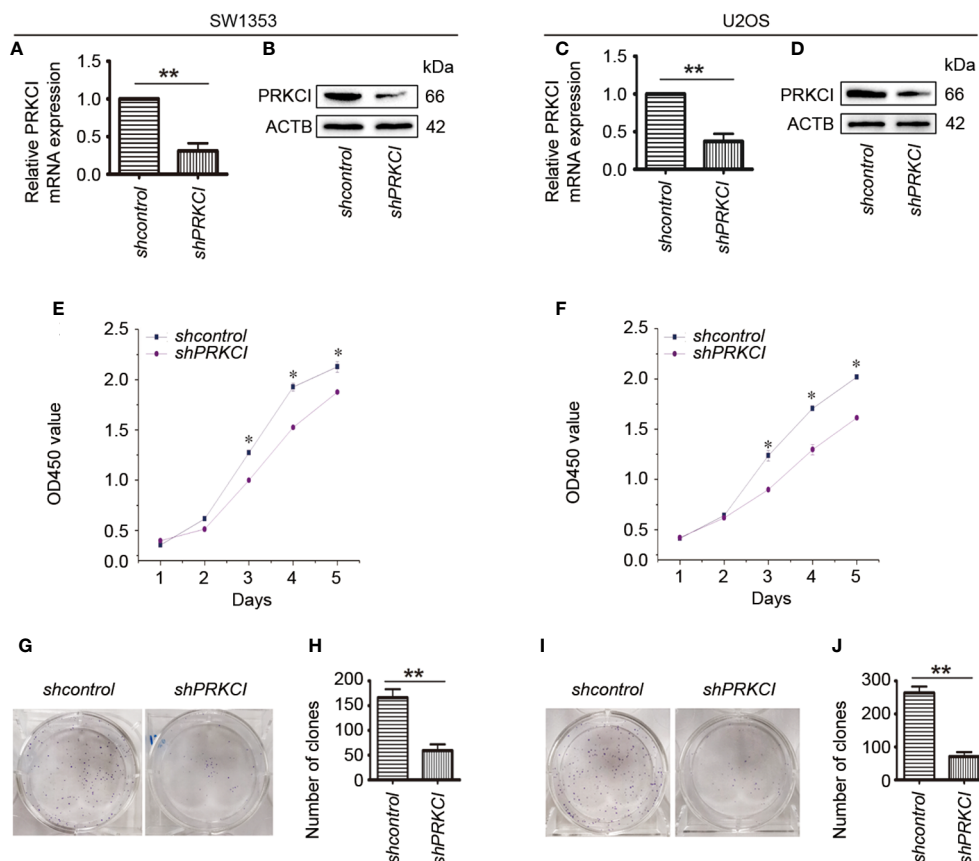 SW1353
U2OS
A
Relative PRKCI
mRNA expression
1.5
1.0
0.5
0.0
**
shcontrol
shPRKCI
B
kDa
PRKCI
66
ACTB
42
shcontrol
shPRKCI
C
Relative PRKCI
mRNA expression
1.5
1.0
0.5
0.0
**
shcontrol
shPRKCI
D
kDa
PRKCI
66
ACTB
42
shcontrol
shPRKCI
E
OD450 value
2.5
2.0
1.5
1.0
0.5
0.0
shcontrol
shPRKCI
*
*
*
1 2 3 4 5
Days
F
OD450 value
2.5
2.0
1.5
1.0
0.5
0.0
shcontrol
shPRKCI
*
*
*
1 2 3 4 5
Days
G
shcontrol
shPRKCI
H
Number of clones
200
150
100
50
0
**
shcontrol
shPRKCI
I
shcontrol
shPRKCI
J
Number of clones
300
200
100
0
**
shcontrol
shPRKCI